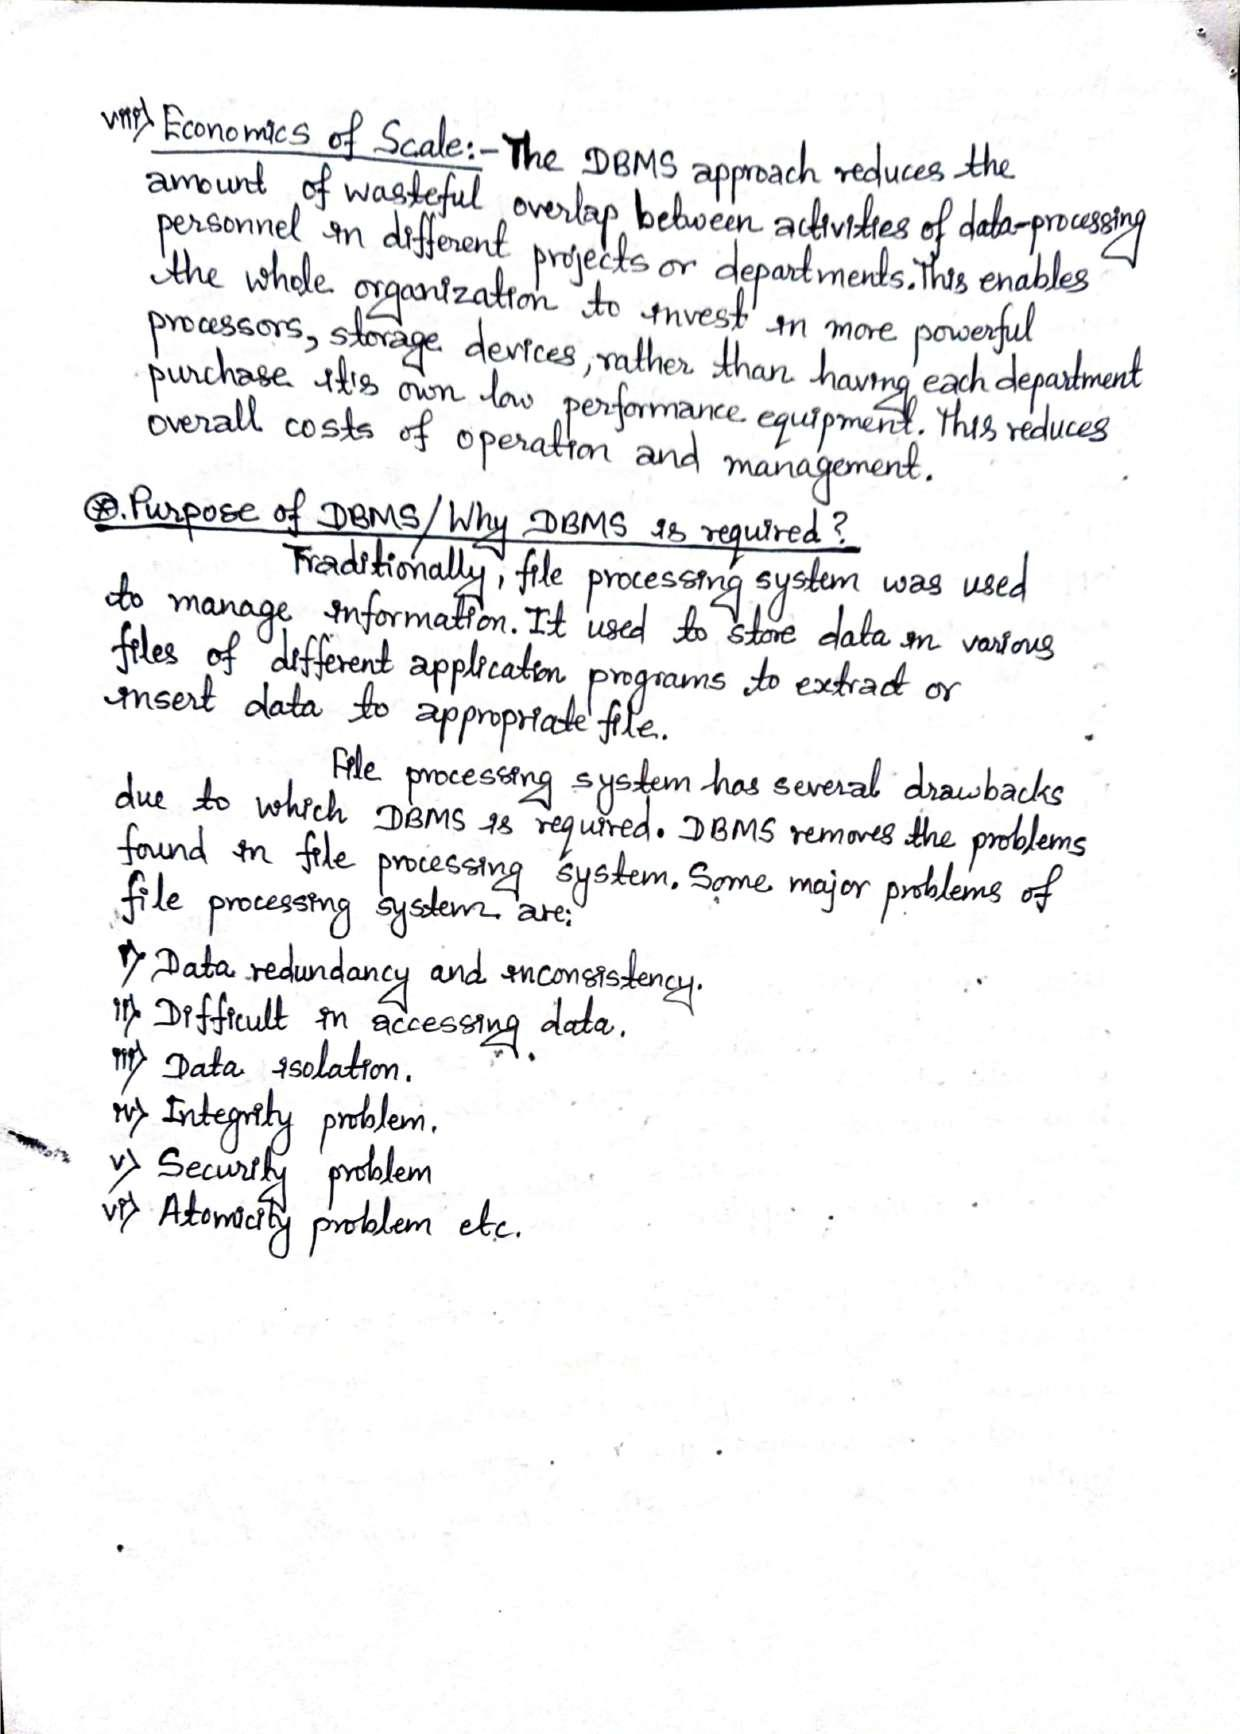 viii) Economics of Scale:- The DBMS approach reduces the
amount of wasteful overlap between activities of data-processing
personnel in different projects or departments. This enables
the whole organization to invest in more powerful
processors, storage devices, rather than having each department
purchase it's own low performance equipment. This reduces
overall costs of operation and management.
⊛. Purpose of DBMS/Why DBMS is required?
Traditionally, file processing system was used
to manage information. It used to store data in various
files of different application programs to extract or
insert data to appropriate file.
File processing system has several drawbacks
due to which DBMS is required. DBMS removes the problems
found in file processing system. Some major problems of
file processing system are:
i) Data redundancy and inconsistency.
ii) Difficult in accessing data.
iii) Data isolation.
iv) Integrity problem.
v) Security problem
vi) Atomicity problem etc.